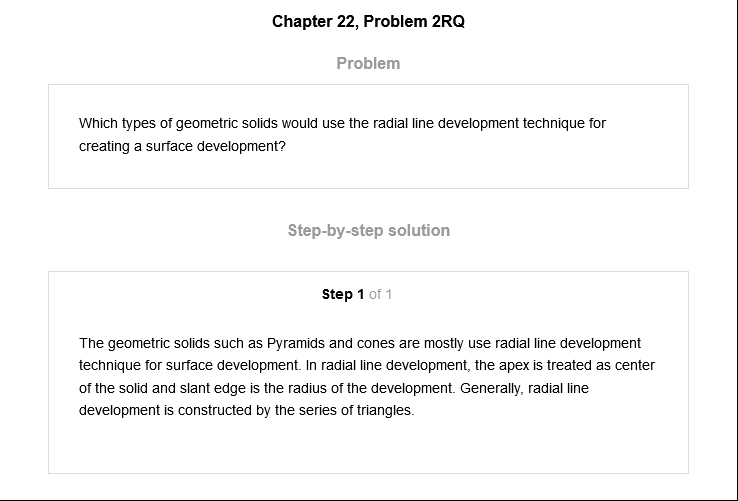 Chapter 22, Problem 2RQ
Problem
Which types of geometric solids would use the radial line development technique for
creating a surface development?
Step-by-step solution
Step 1 of 1
The geometric solids such as Pyramids and cones are mostly use radial line development
technique for surface development. In radial line development, the apex is treated as center
of the solid and slant edge is the radius of the development. Generally, radial line
development is constructed by the series of triangles.